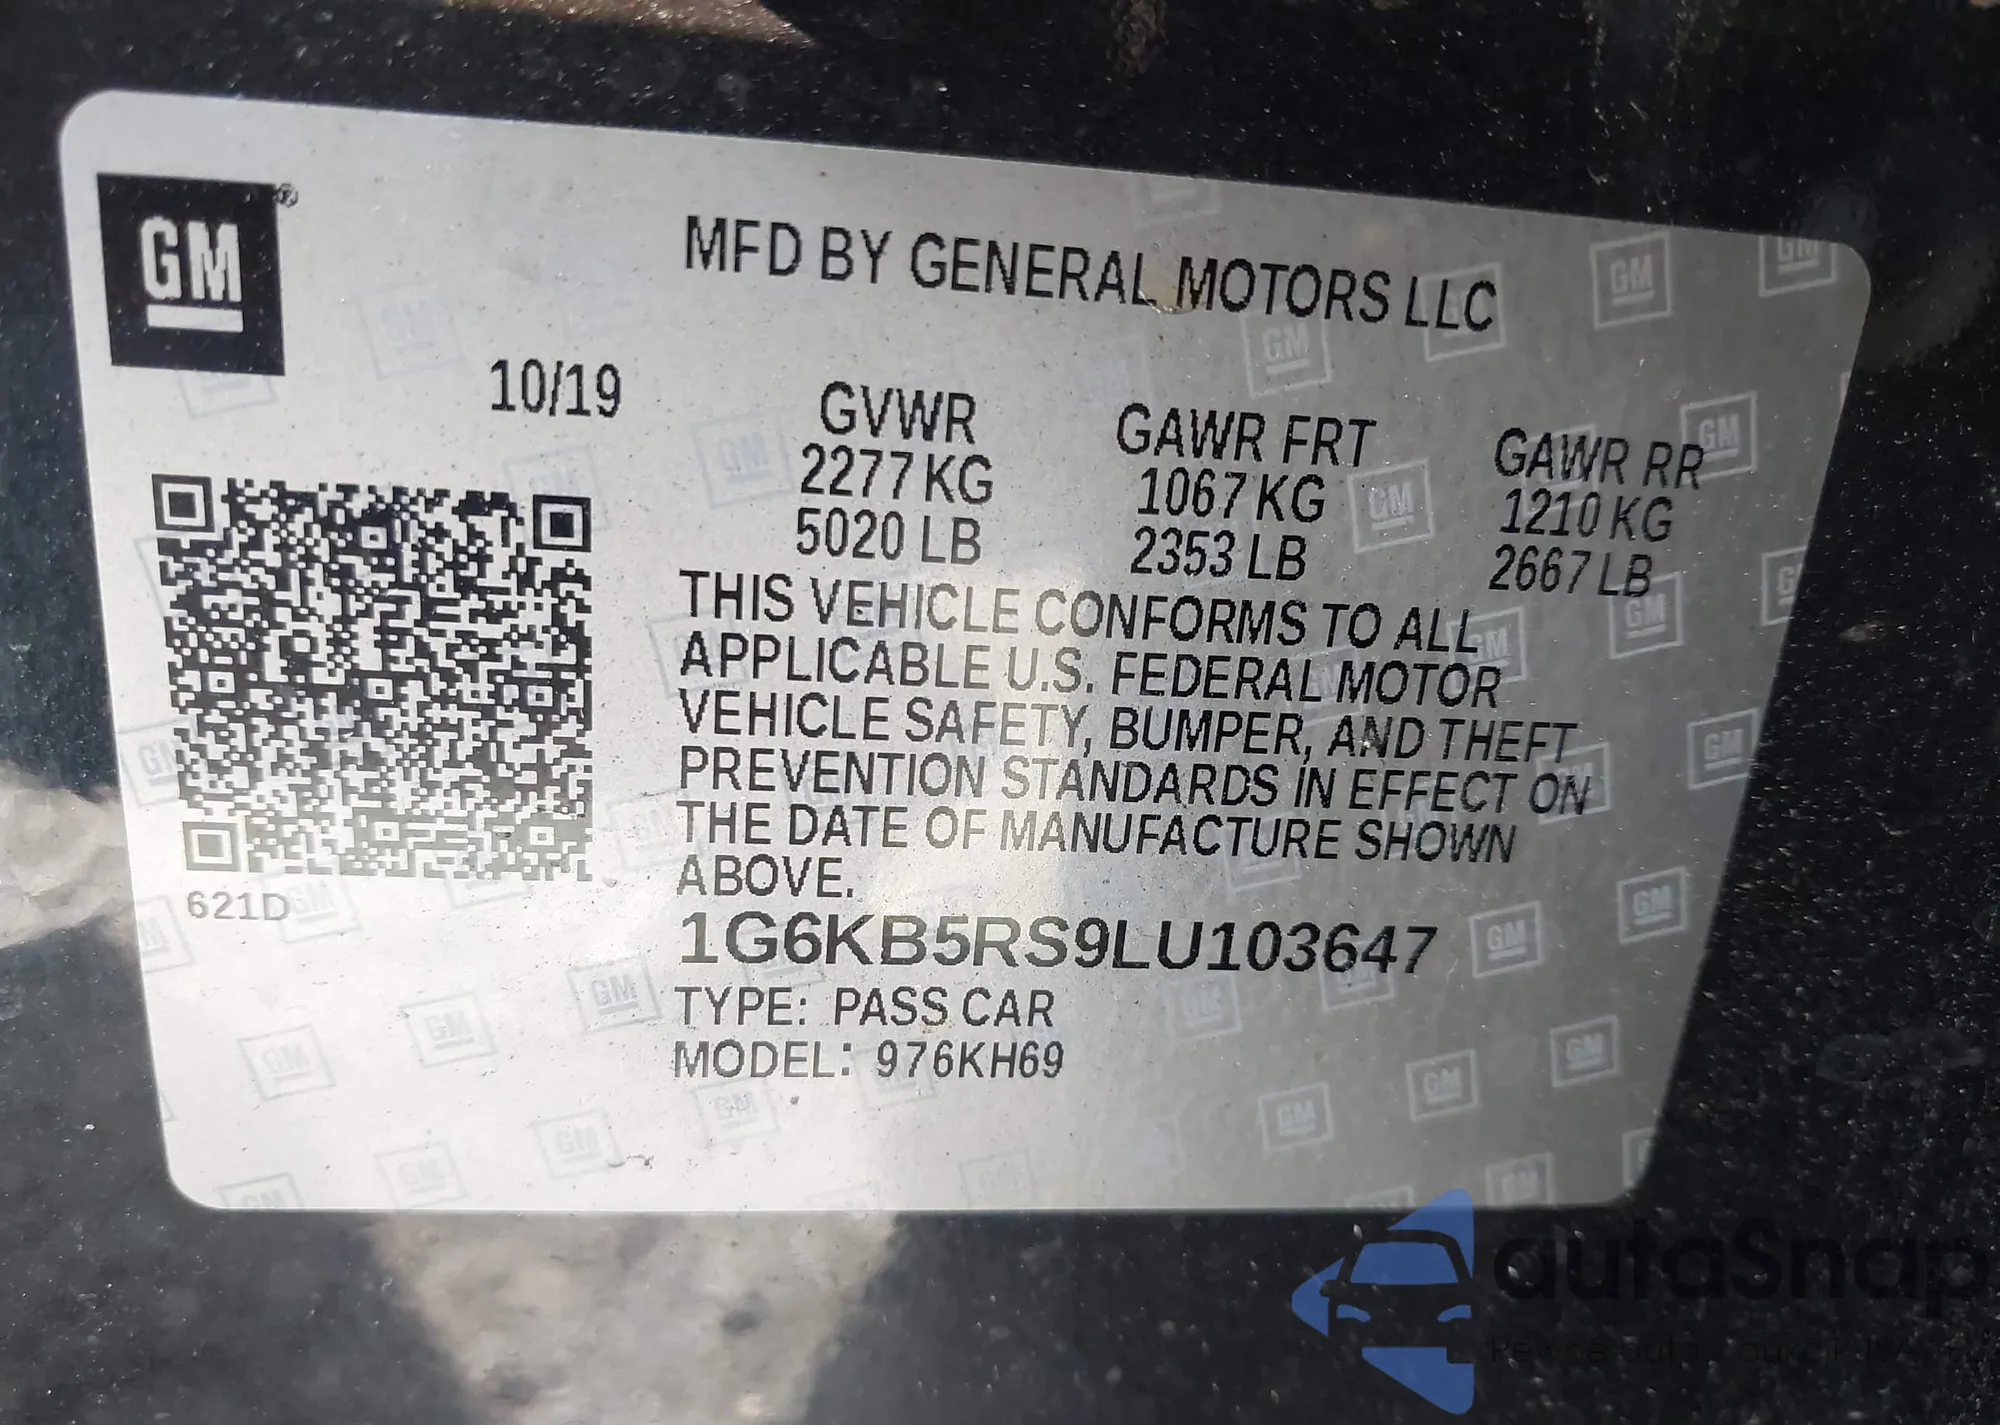 GM®
MFD BY GENERAL MOTORS LLC
10/19
GVWR GAWR FRT GAWR RR
2277 KG 1067 KG 1210 KG
5020 LB 2353 LB 2667 LB
THIS VEHICLE CONFORMS TO ALL
APPLICABLE U.S. FEDERAL MOTOR
VEHICLE SAFETY, BUMPER, AND THEFT
PREVENTION STANDARDS IN EFFECT ON
THE DATE OF MANUFACTURE SHOWN
ABOVE.
621D
1G6KB5RS9LU103647
TYPE: PASS CAR
MODEL: 976KH69
autaSnap